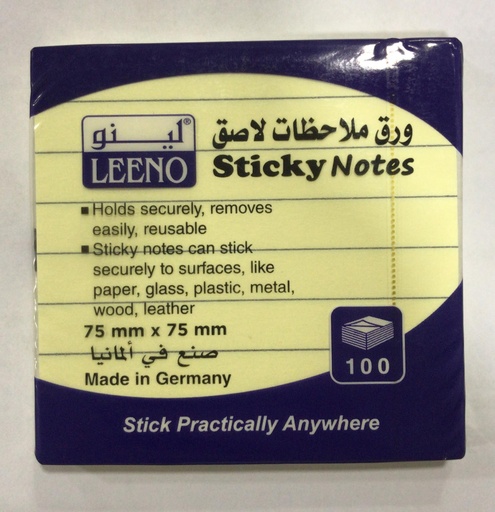 لينو®
LEENO
ورق ملاحظات لاصق
Sticky Notes
▪ Holds securely, removes
easily, reusable
▪ Sticky notes can stick
securely to surfaces, like
paper, glass, plastic, metal,
wood, leather
75 mm x 75 mm
صنع في ألمانيا
Made in Germany
100
Stick Practically Anywhere